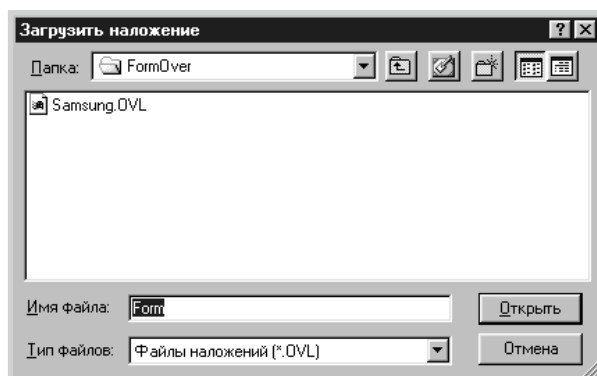 Загрузить наложение
Папка: FormOver
Samsung.OVL
Имя файла: Form Открыть
Тип файлов: Файлы наложений (*.OVL) Отмена